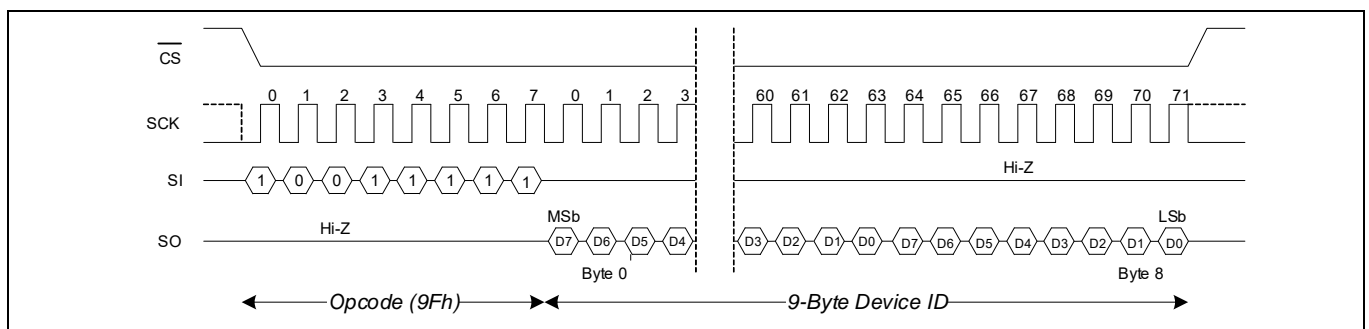 CS
0 1 2 3 4 5 6 7 0 1 2 3 60 61 62 63 64 65 66 67 68 69 70 71
SCK
Hi-Z
SI 1 0 0 1 1 1 1 1
MSb LSb
Hi-Z
SO D7 D6 D5 D4 D3 D2 D1 D0 D7 D6 D5 D4 D3 D2 D1 D0
Byte 0 Byte 8
Opcode (9Fh) 9-Byte Device ID